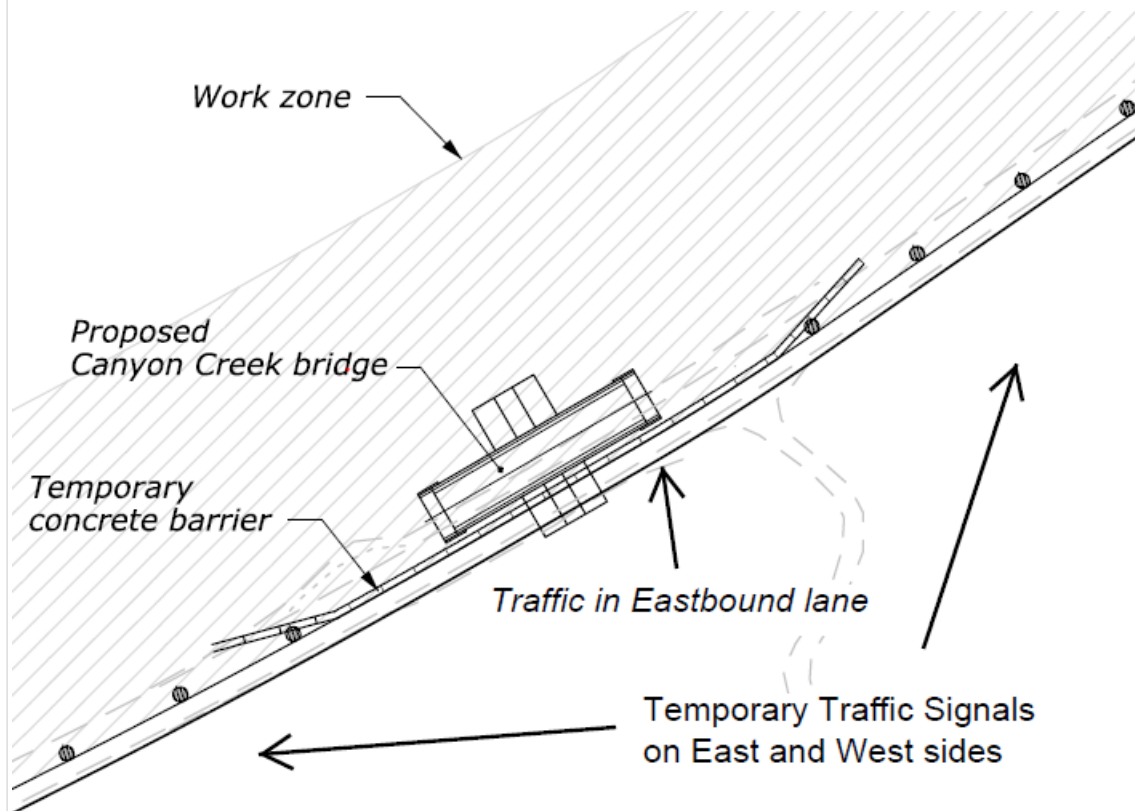 Work zone
Proposed
Canyon Creek bridge
Temporary
concrete barrier
Traffic in Eastbound lane
Temporary Traffic Signals
on East and West sides